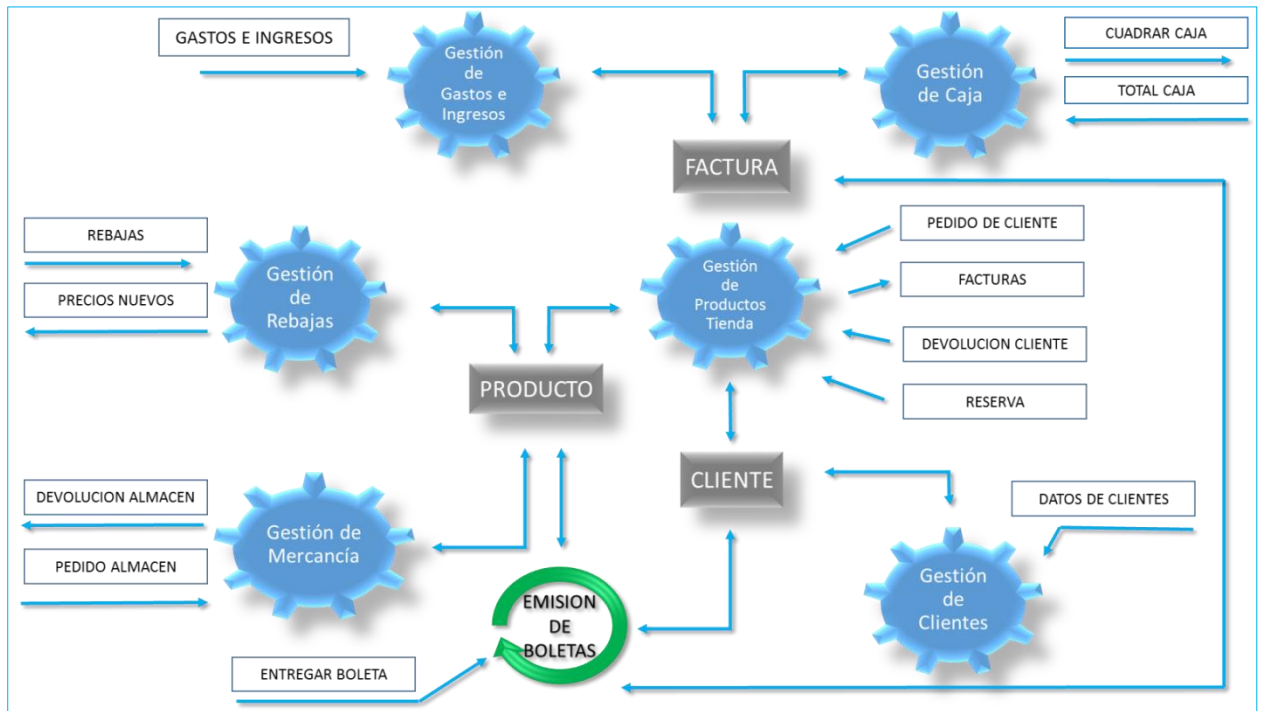 GASTOS E INGRESOS
Gestión
de
Gastos e
Ingresos
Gestión
de Caja
CUADRAR CAJA
TOTAL CAJA
FACTURA
REBAJAS
PRECIOS NUEVOS
Gestión
de
Rebajas
Gestión
de
Productos
Tienda
PEDIDO DE CLIENTE
FACTURAS
DEVOLUCION CLIENTE
RESERVA
PRODUCTO
CLIENTE
DEVOLUCION ALMACEN
PEDIDO ALMACEN
Gestión de
Mercancía
DATOS DE CLIENTES
Gestión
de
Clientes
EMISION
DE
BOLETAS
ENTREGAR BOLETA